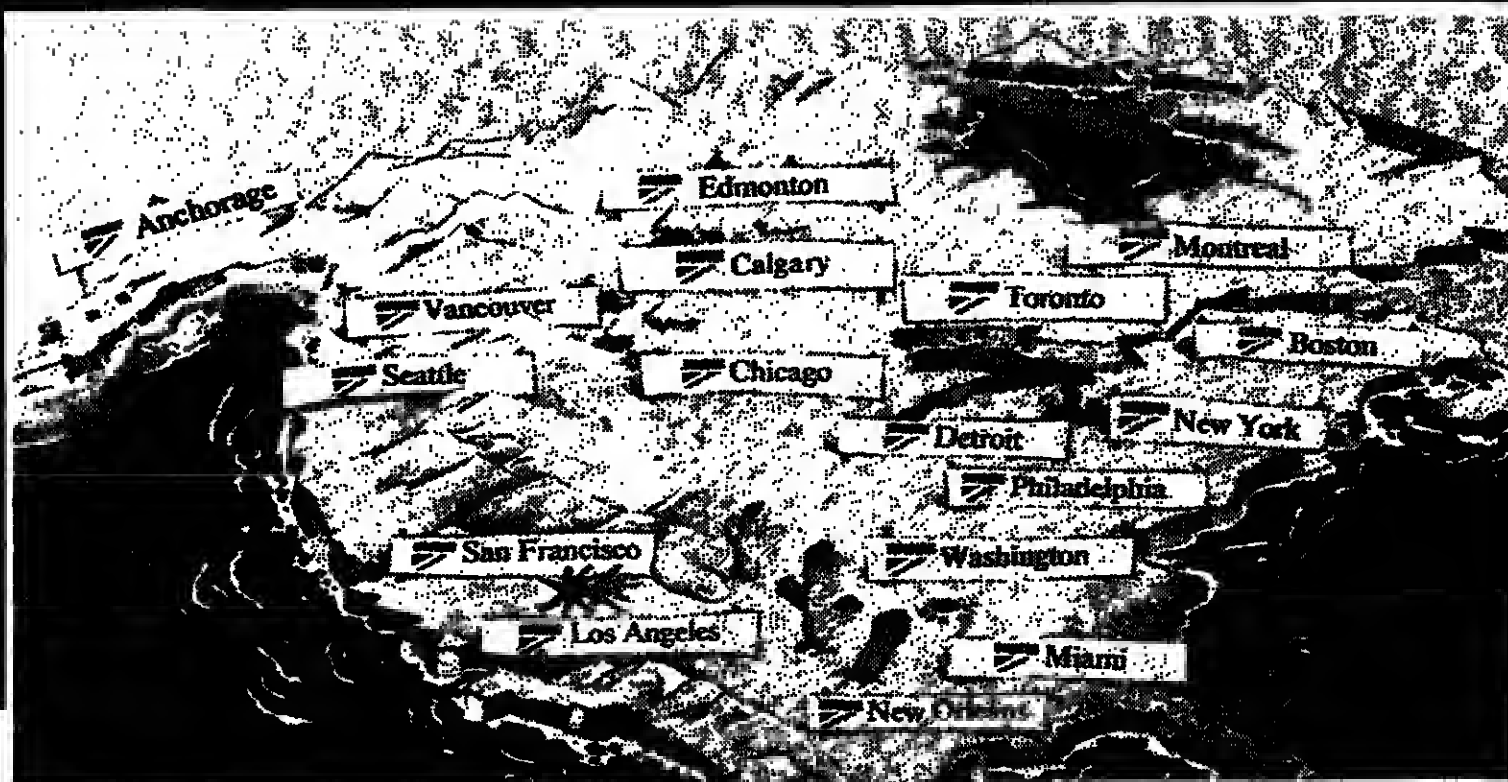 Edmonton
Anchorage
Montreal
Calgary
Toronto
Vancouver
Boston
Seattle
Chicago
New York
Detroit
Philadelphia
San Francisco
Washington
Los Angeles
Miami
New Orleans